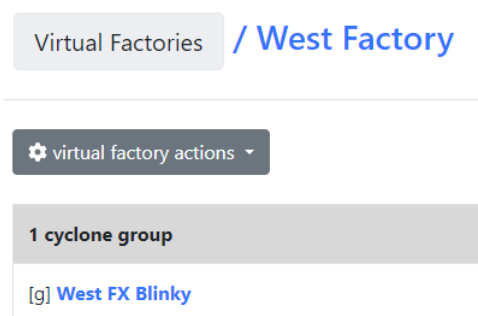 Virtual Factories / West Factory
virtual factory actions
1 cyclone group
[g] West FX Blinky